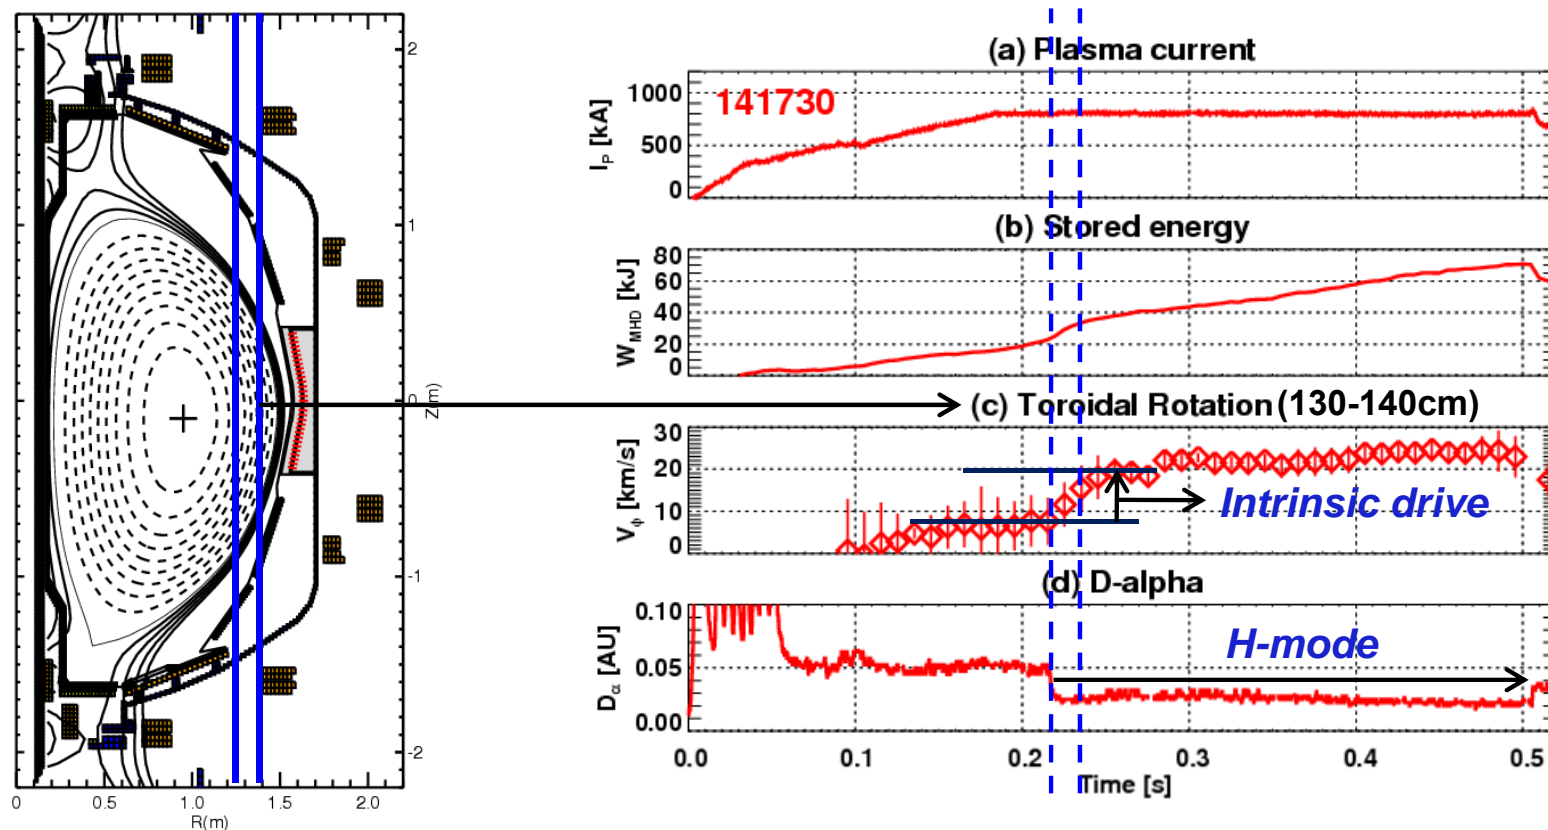 2
1
0
-1
-2
Z(m)
0
0.5
1.0
1.5
2.0
R(m)
(a) Plasma current
141730
1000
500
0
I_P [kA]
(b) Stored energy
80
60
40
20
0
W_MHD [kJ]
(c) Toroidal Rotation (130-140cm)
30
20
10
0
V_ϕ [km/s]
Intrinsic drive
(d) D-alpha
0.10
0.05
0.00
D_α [AU]
H-mode
0.0
0.1
0.2
0.3
0.4
0.5
Time [s]